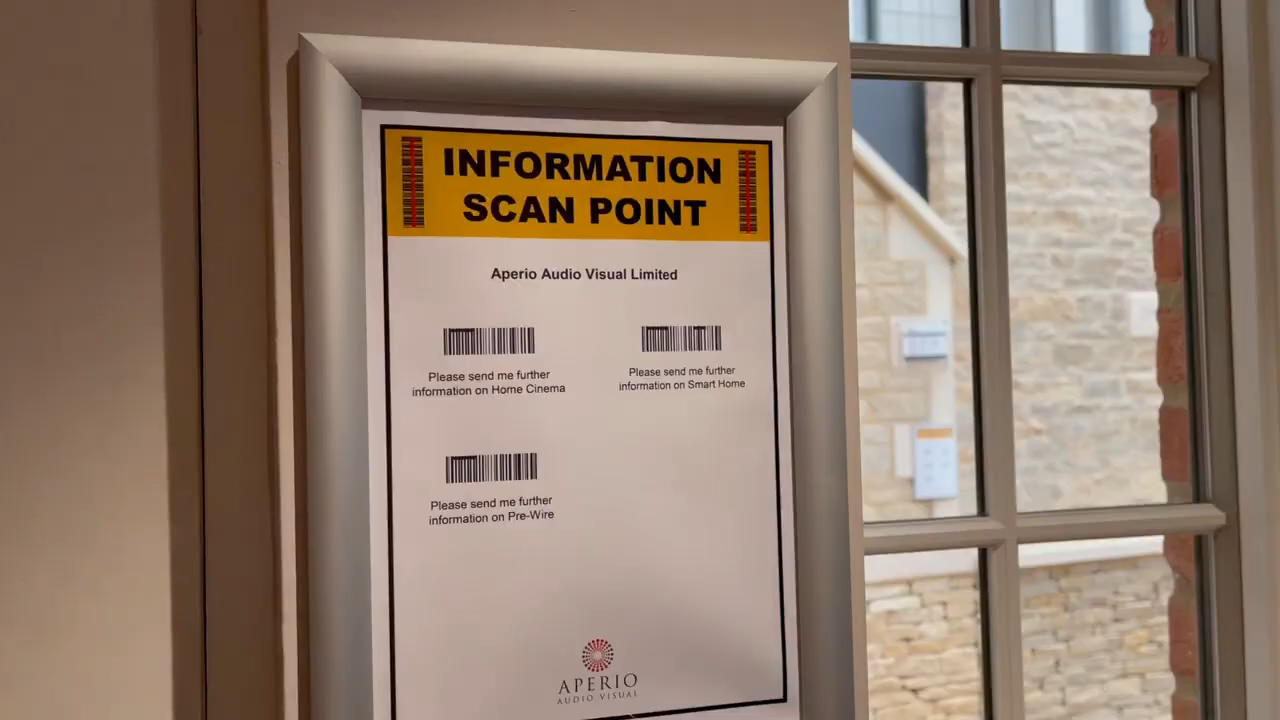 INFORMATION
SCAN POINT
Aperio Audio Visual Limited
Please send me further
information on Home Cinema
Please send me further
information on Smart Home
Please send me further
information on Pre-Wire
APERIO
AUDIO VISUAL